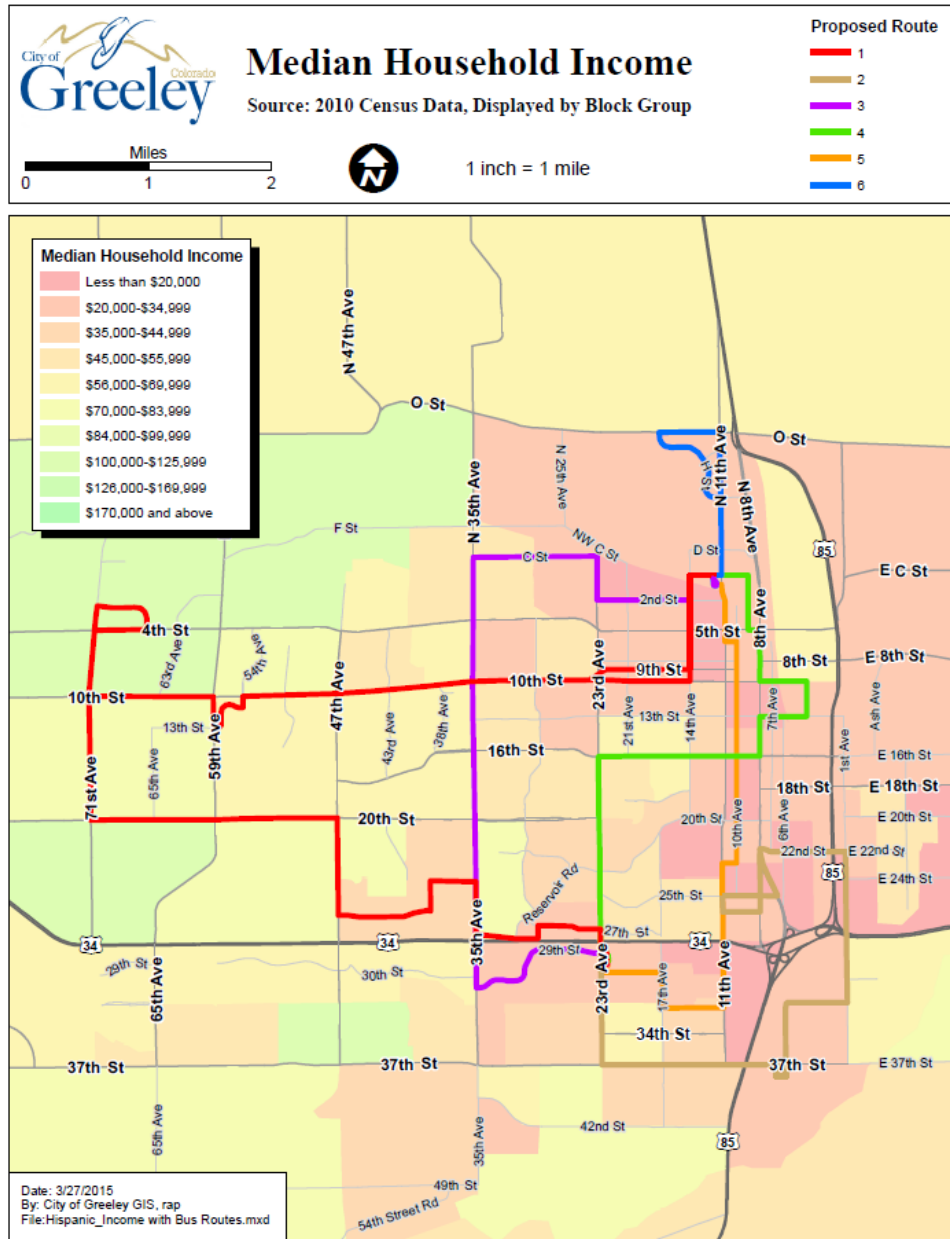 City of
Colorado
Greeley
Median Household Income
Source: 2010 Census Data, Displayed by Block Group
Miles
0 1 2
N
1 inch = 1 mile
Proposed Route
1
2
3
4
5
6
Median Household Income
Less than $20,000
$20,000-$34,999
$35,000-$44,999
$45,000-$55,999
$56,000-$69,999
$70,000-$83,999
$84,000-$99,999
$100,000-$125,999
$126,000-$169,999
$170,000 and above
N 47th Ave
O St
O St
N 35th Ave
N 25th Ave
H St
N 11th Ave
N 8th Ave
F St
NW C St
C St
D St
85
E C St
2nd St
8th Ave
4th St
5th St
63rd Ave
54th Ave
47th Ave
23rd Ave
9th St
8th St
E 8th St
10th St
10th St
59th Ave
13th St
43rd Ave
38th Ave
21st Ave
13th St
14th Ave
7th Ave
1st Ave
Ash Ave
16th St
E 16th St
71st Ave
65th Ave
18th St
E 18th St
20th St
20th St
10th Ave
6th Ave
E 20th St
22nd St
E 22nd St
85
E 24th St
Reservoir Rd
25th St
35th Ave
27th St
34
34
34
29th St
29th St
30th St
65th Ave
23rd Ave
17th Ave
11th Ave
34th St
37th St
37th St
37th St
E 37th St
65th Ave
35th Ave
42nd St
85
49th St
54th Street Rd
Date: 3/27/2015
By: City of Greeley GIS, rap
File:Hispanic_Income with Bus Routes.mxd